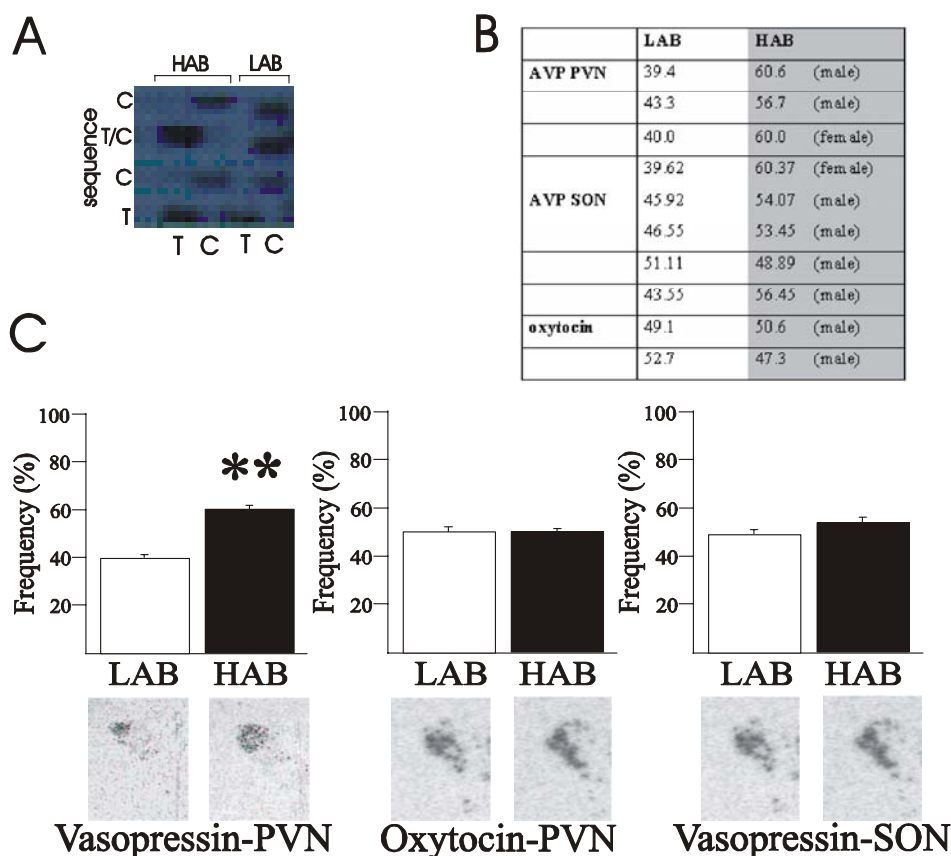 A
HAB LAB
C
T/C
C
T
sequence
T C T C
B
LAB HAB
AVP PVN 39.4 60.6 (male)
43.3 56.7 (male)
40.0 60.0 (female)
39.62 60.37 (female)
AVP SON 45.92 54.07 (male)
46.55 53.45 (male)
51.11 48.89 (male)
43.55 56.45 (male)
oxytocin 49.1 50.6 (male)
52.7 47.3 (male)
C
Frequency (%)
100
80
60
40
20
**
LAB HAB
Vasopressin-PVN
Frequency (%)
100
80
60
40
20
LAB HAB
Oxytocin-PVN
Frequency (%)
100
80
60
40
20
LAB HAB
Vasopressin-SON